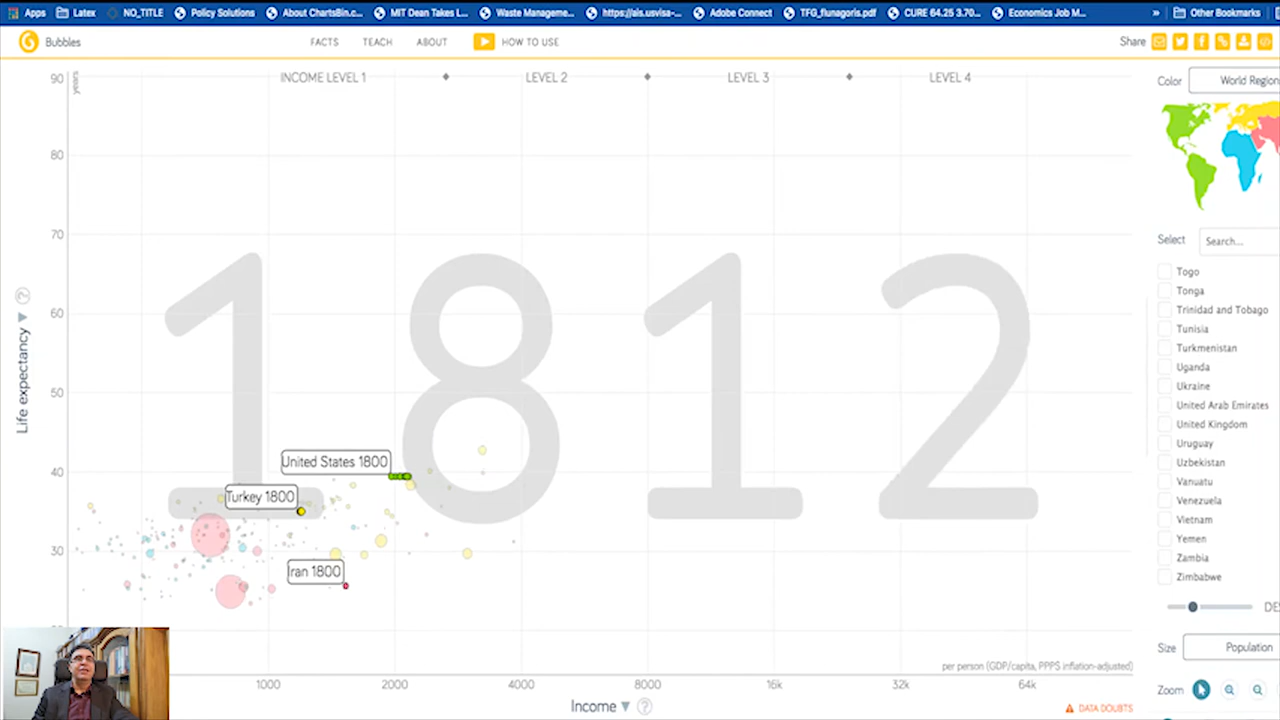 Apps Latex NO_TITLE Policy Solutions About ChartsBin.c... MIT Dean Takes L... Waste Manageme... https://ais.usvisa-... Adobe Connect TFG_flunagoris.pdf CURE 64.25 3.70... Economics Job M... » Other Bookmarks
Bubbles FACTS TEACH ABOUT HOW TO USE Share
90 years INCOME LEVEL 1 LEVEL 2 LEVEL 3 LEVEL 4
Color World Region
80
70
Select Search...
1812
Togo
Tonga
Trinidad and Tobago
60
Tunisia
Turkmenistan
Uganda
Life expectancy ▼ ?
Ukraine
50
United Arab Emirates
United Kingdom
Uruguay
United States 1800
Uzbekistan
40
Vanuatu
Turkey 1800
Venezuela
Vietnam
Yemen
30
Zambia
Iran 1800
Zimbabwe
Size Population
per person (GDP/capita, PPP$ inflation-adjusted)
1000 2000 4000 8000 16k 32k 64k
Zoom
Income ▼ ?
DATA DOUBTS